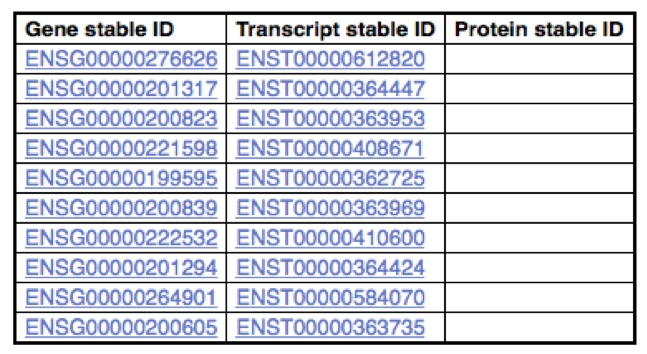 Gene stable ID Transcript stable ID Protein stable ID
ENSG00000276626 ENST00000612820
ENSG00000201317 ENST00000364447
ENSG00000200823 ENST00000363953
ENSG00000221598 ENST00000408671
ENSG00000199595 ENST00000362725
ENSG00000200839 ENST00000363969
ENSG00000222532 ENST00000410600
ENSG00000201294 ENST00000364424
ENSG00000264901 ENST00000584070
ENSG00000200605 ENST00000363735